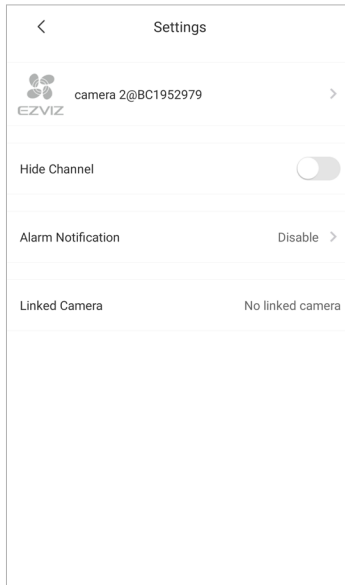 Settings
EZVIZ
camera 2@BC1952979
Hide Channel
Alarm Notification Disable
Linked Camera No linked camera